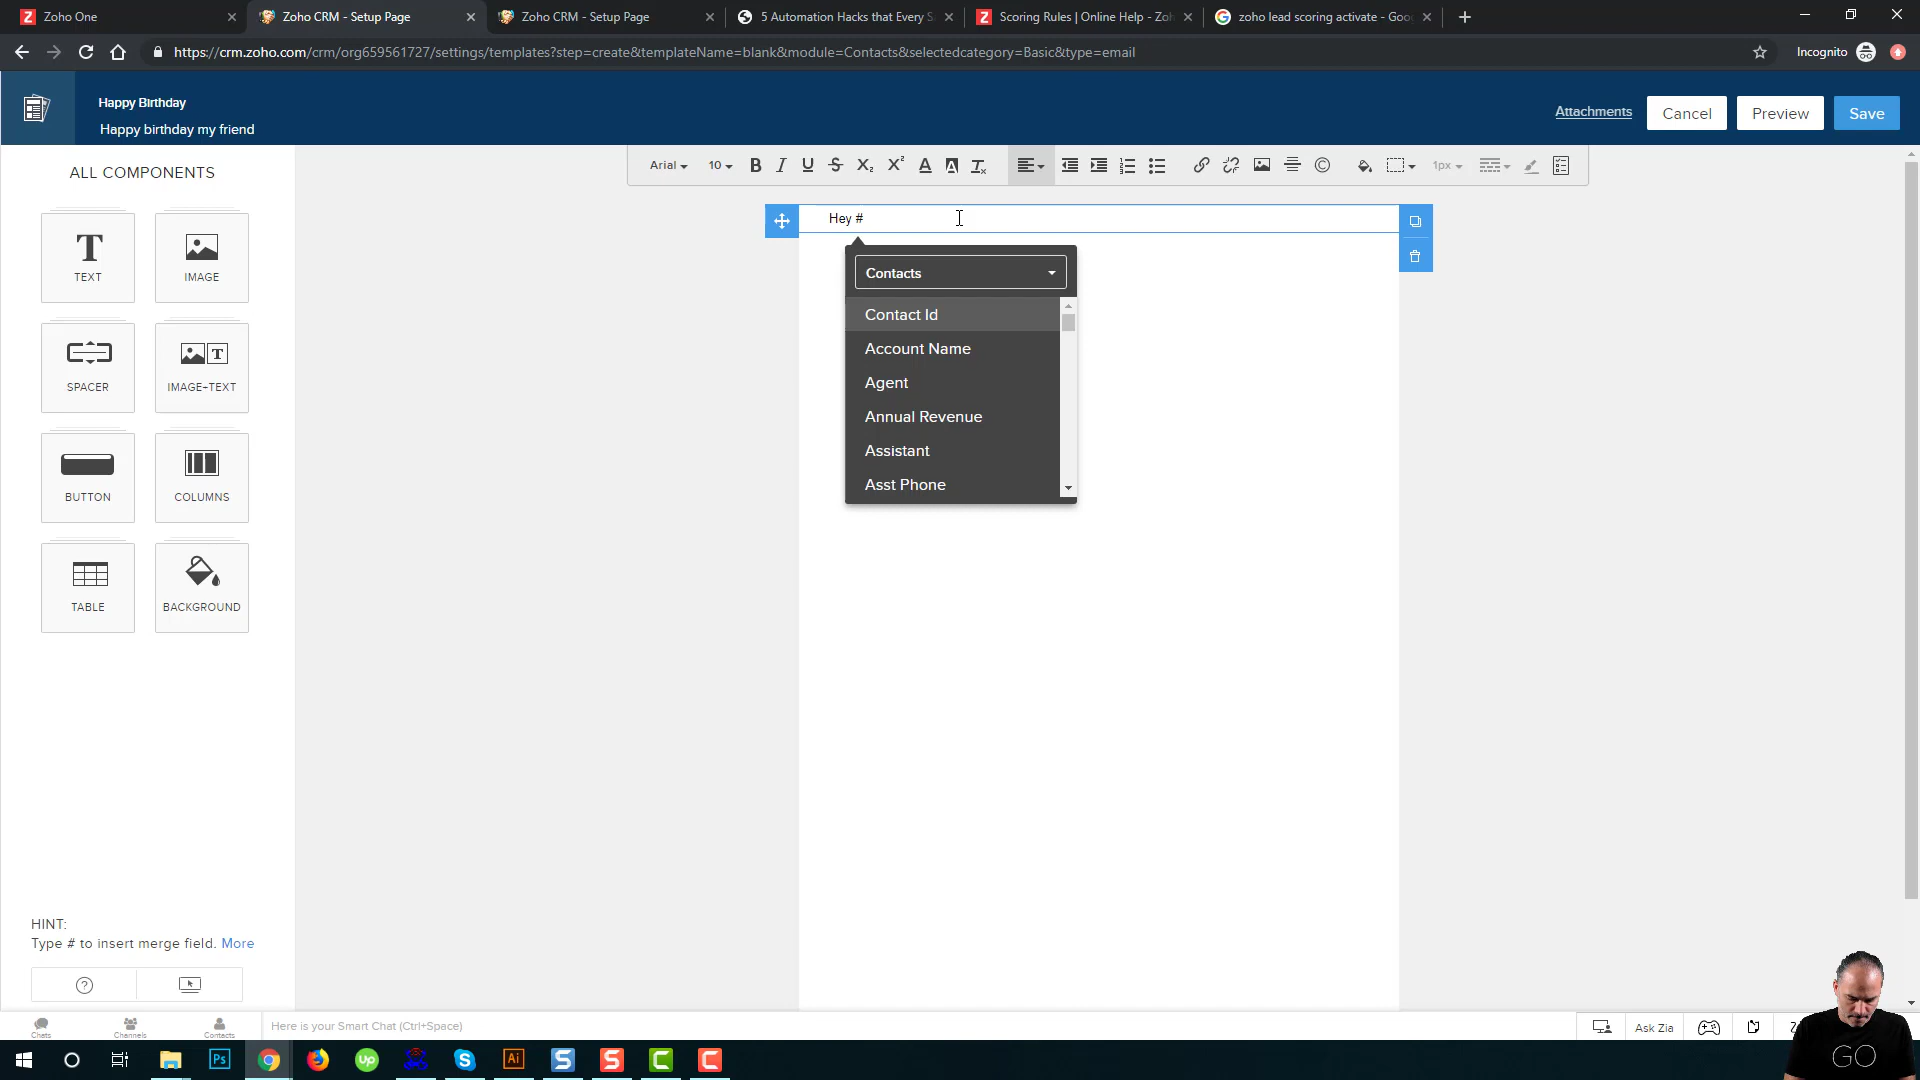 Zoho One
Zoho CRM - Setup Page
Zoho CRM - Setup Page
5 Automation Hacks that Every S
Scoring Rules | Online Help - Zoh
zoho lead scoring activate - Goo
https://crm.zoho.com/crm/org659561727/settings/templates?step=create&templateName=blank&module=Contacts&selectedcategory=Basic&type=email
Incognito
Happy Birthday
Happy birthday my friend
Attachments
Cancel
Preview
Save
ALL COMPONENTS
Arial
10
1px
TEXT
IMAGE
SPACER
IMAGE+TEXT
BUTTON
COLUMNS
TABLE
BACKGROUND
Hey #
Contacts
Contact Id
Account Name
Agent
Annual Revenue
Assistant
Asst Phone
HINT:
Type # to insert merge field. More
Chats
Channels
Contacts
Here is your Smart Chat (Ctrl+Space)
Ask Zia
GO